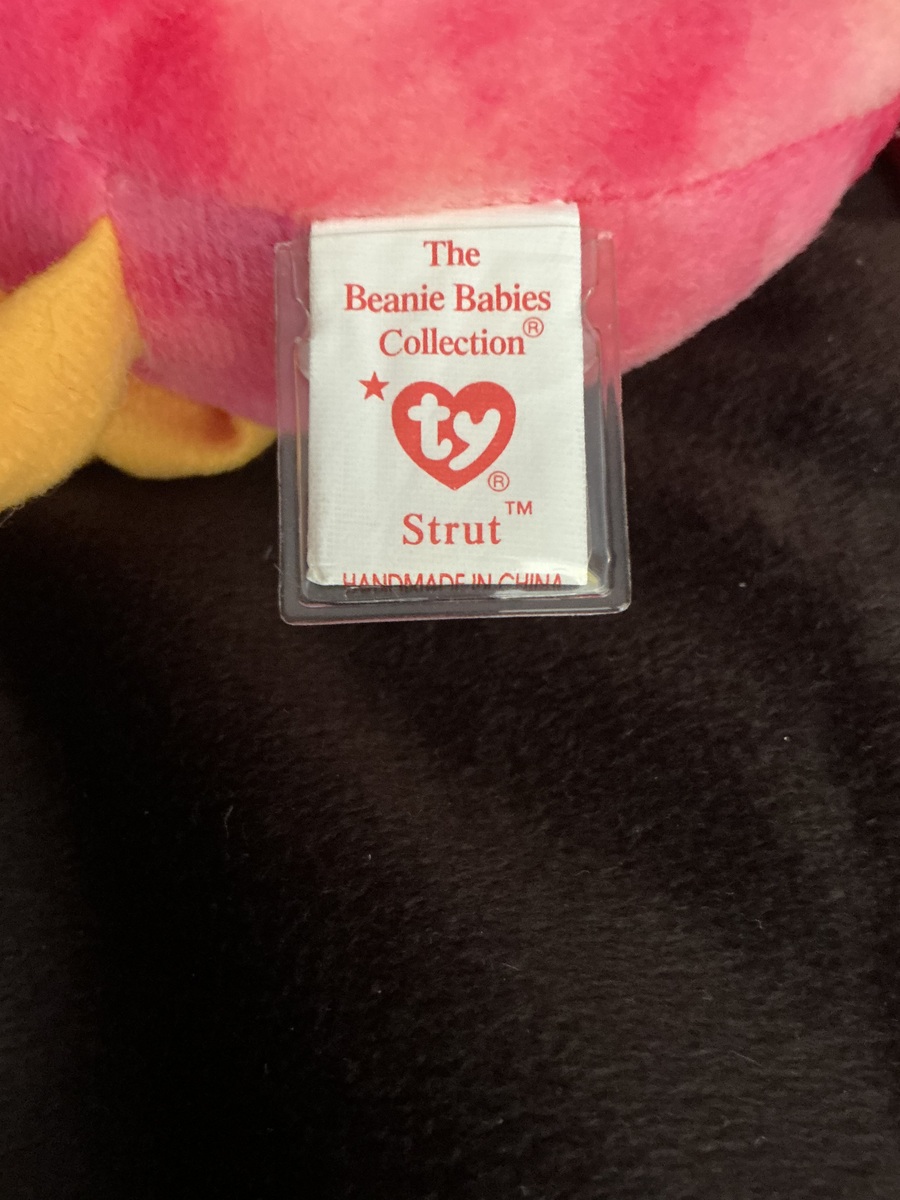 The
Beanie Babies
Collection®
ty®
Strut™
HANDMADE IN CHINA